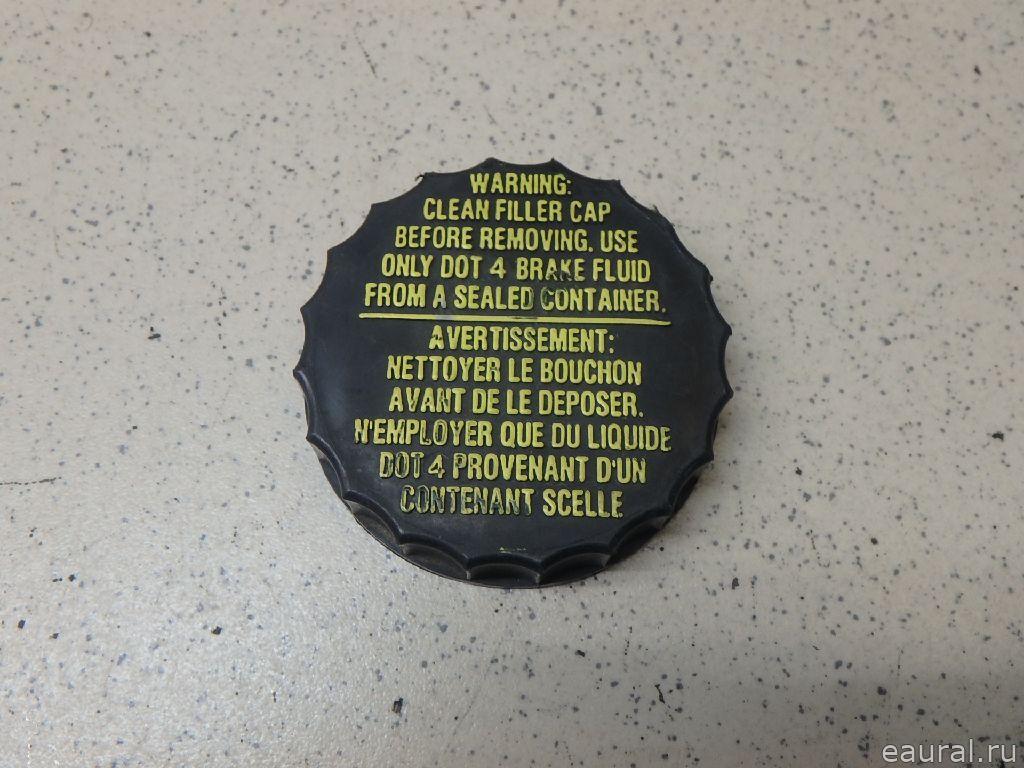 WARNING:
CLEAN FILLER CAP
BEFORE REMOVING. USE
ONLY DOT 4 BRAKE FLUID
FROM A SEALED CONTAINER.
AVERTISSEMENT:
NETTOYER LE BOUCHON
AVANT DE LE DEPOSER.
N'EMPLOYER QUE DU LIQUIDE
DOT 4 PROVENANT D'UN
CONTENANT SCELLE
eaural.ru